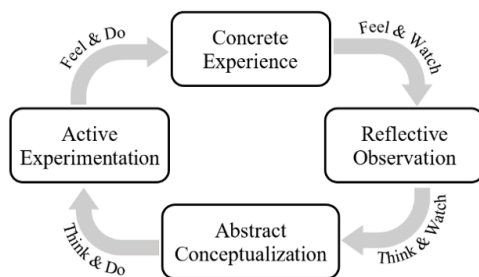 Concrete
Experience
Feel & Watch
Reflective
Observation
Think & Watch
Abstract
Conceptualization
Think & Do
Active
Experimentation
Feel & Do